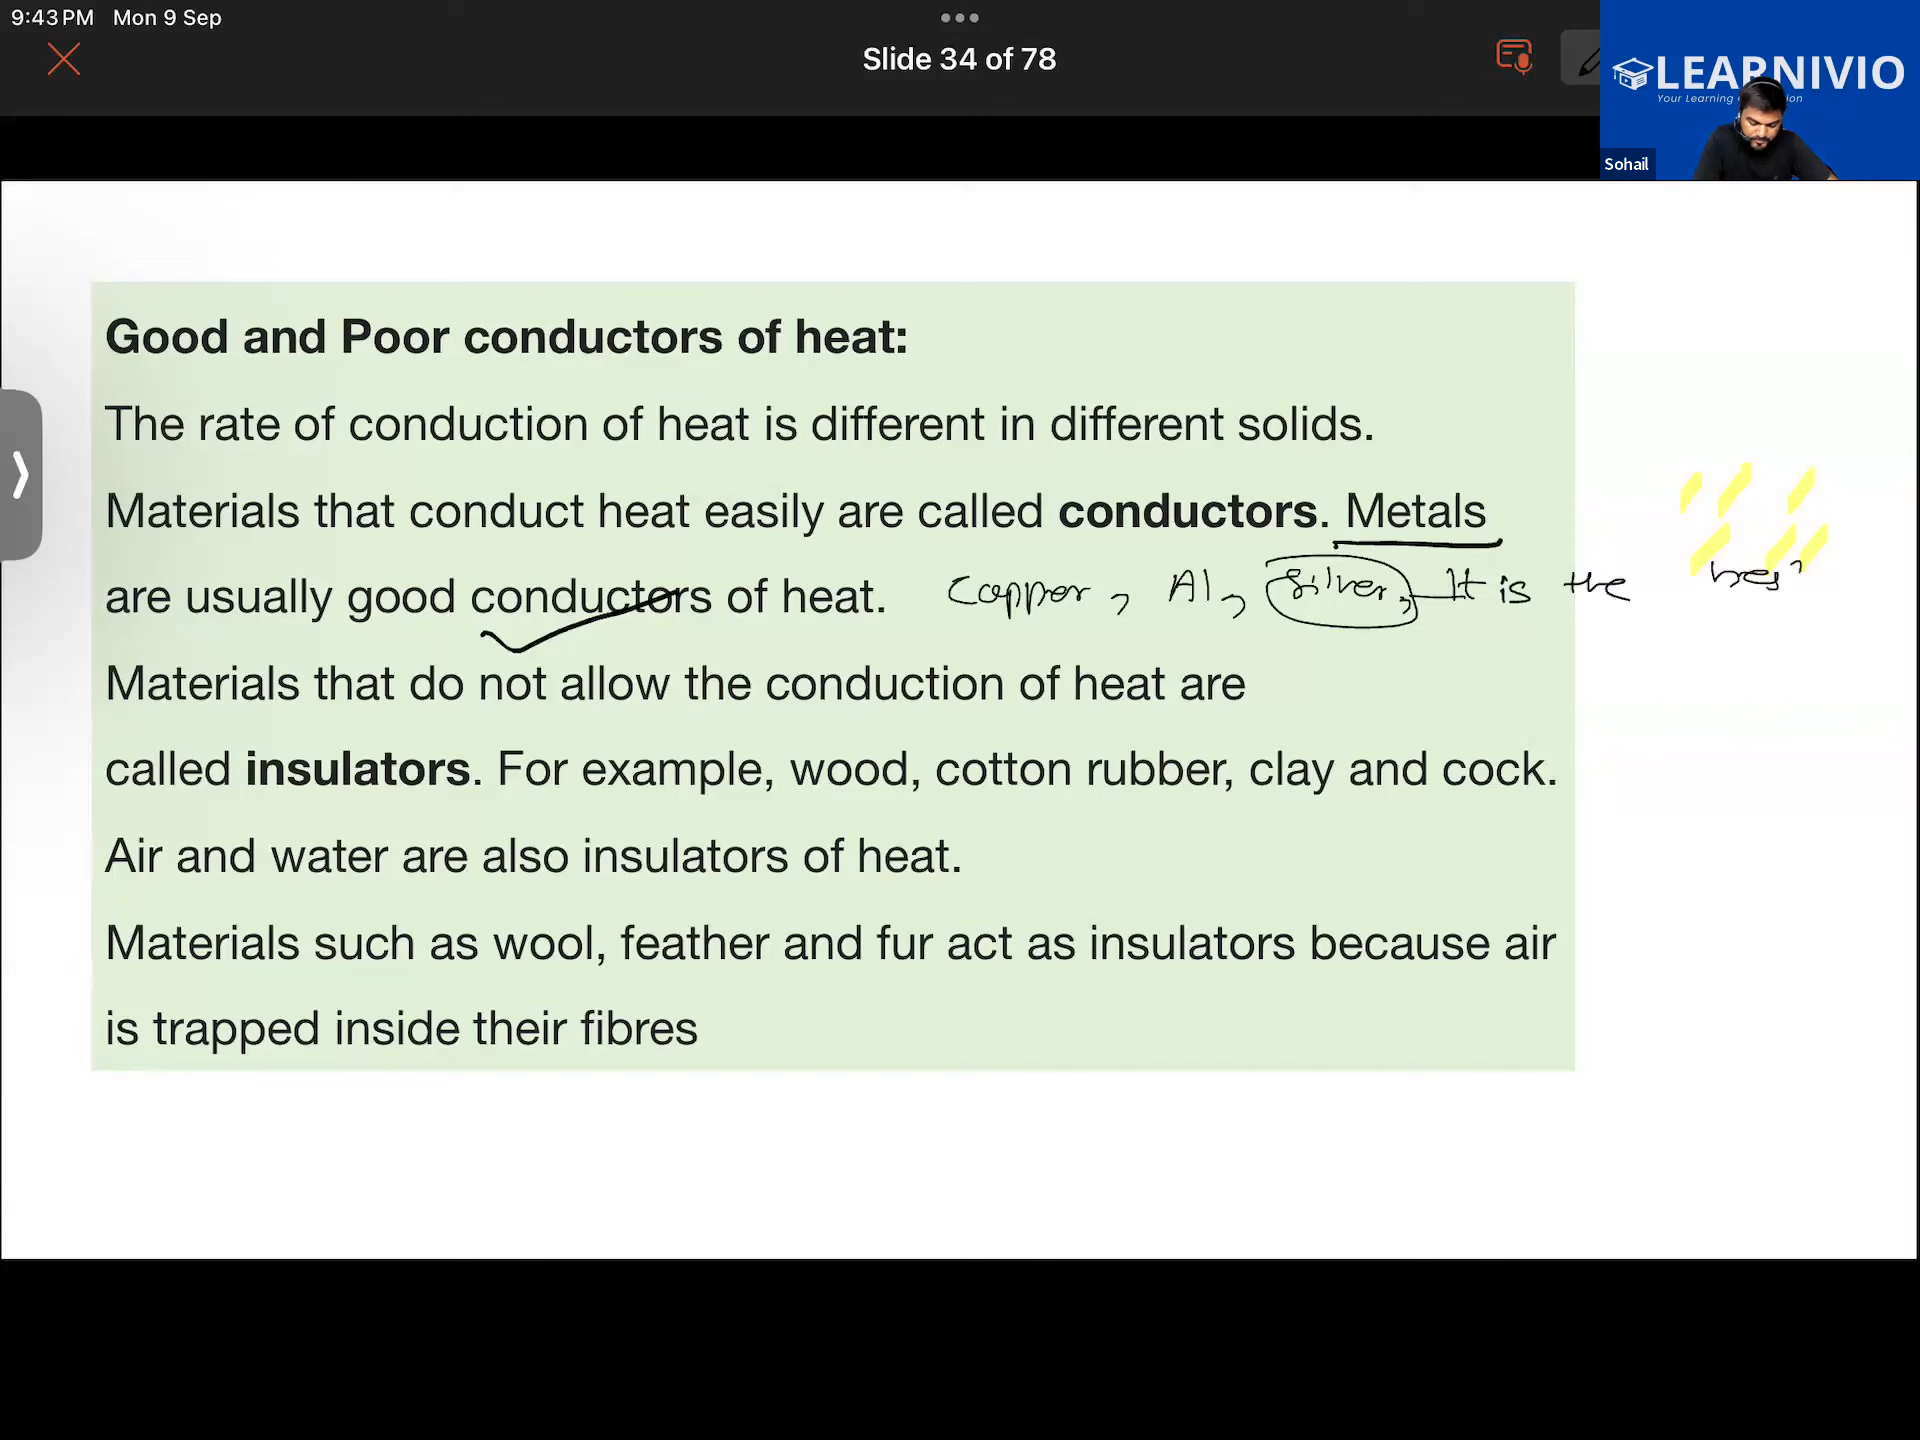 9:43 PM Mon 9 Sep
Slide 34 of 78
LEARNIVIO
Your Learning
Sohail
Good and Poor conductors of heat:
The rate of conduction of heat is different in different solids.
Materials that conduct heat easily are called conductors. Metals
are usually good conductors of heat. Copper, Al, Silver, It is the bes
Materials that do not allow the conduction of heat are
called insulators. For example, wood, cotton rubber, clay and cock.
Air and water are also insulators of heat.
Materials such as wool, feather and fur act as insulators because air
is trapped inside their fibres